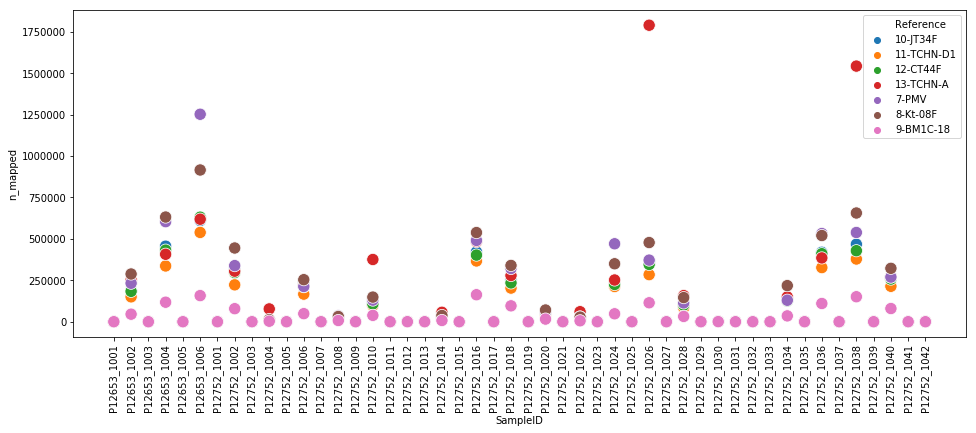 1750000
1500000
1250000
1000000
750000
500000
250000
0
n_mapped
Reference
10-JT34F
11-TCHN-D1
12-CT44F
13-TCHN-A
7-PMV
8-Kt-08F
9-BM1C-18
P12653_1001
P12653_1002
P12653_1003
P12653_1004
P12653_1005
P12653_1006
P12752_1001
P12752_1002
P12752_1003
P12752_1004
P12752_1005
P12752_1006
P12752_1007
P12752_1008
P12752_1009
P12752_1010
P12752_1011
P12752_1012
P12752_1013
P12752_1014
P12752_1015
P12752_1016
P12752_1017
P12752_1018
P12752_1019
P12752_1020
P12752_1021
P12752_1022
P12752_1023
P12752_1024
P12752_1025
P12752_1026
P12752_1027
P12752_1028
P12752_1029
P12752_1030
P12752_1031
P12752_1032
P12752_1033
P12752_1034
P12752_1035
P12752_1036
P12752_1037
P12752_1038
P12752_1039
P12752_1040
P12752_1041
P12752_1042
SampleID